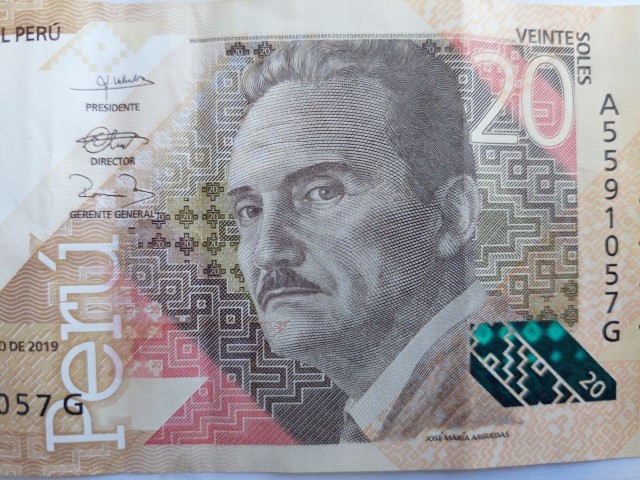 A5591057G
VEINTE SOLES
20
20
JOSÉ MARÍA ARGUEDAS
PRESIDENTE
DIRECTOR
GERENTE GENERAL
Perú
L PERÚ
O DE 2019
057G